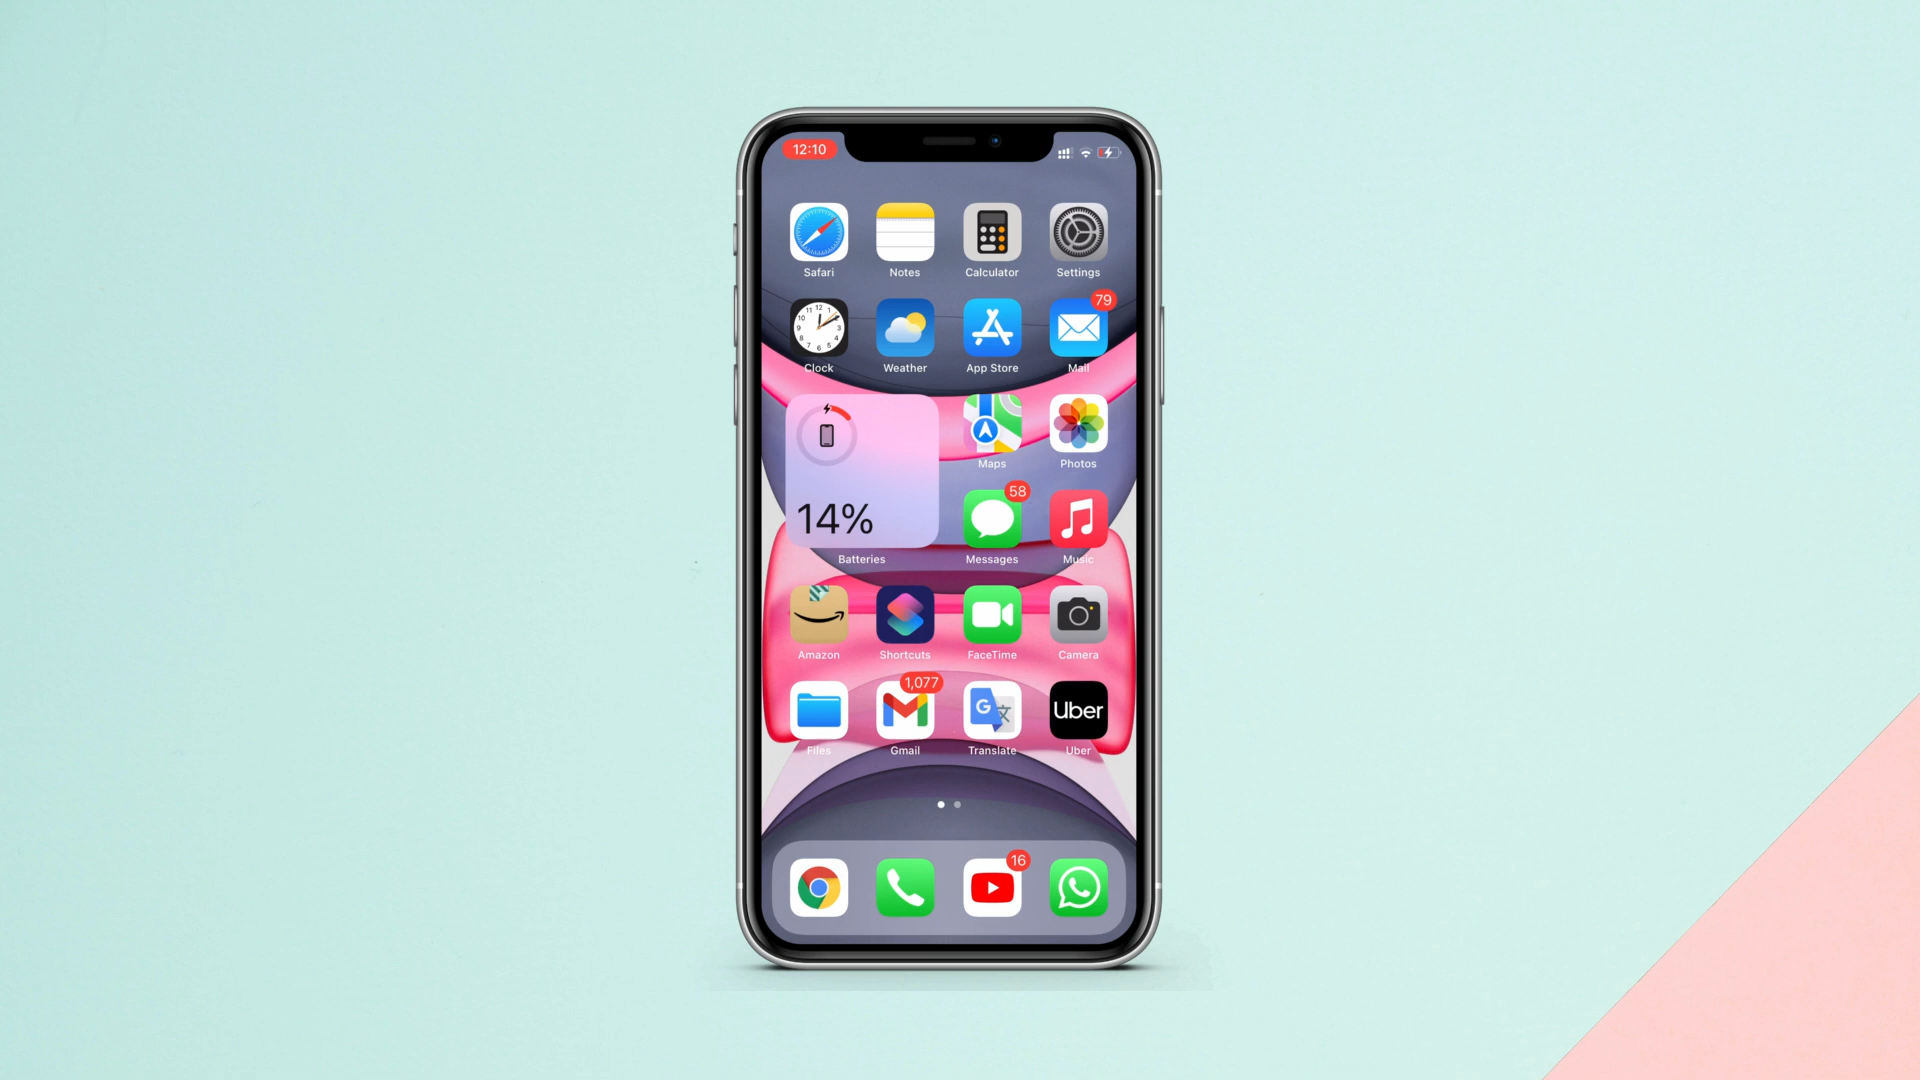 12:10
Safari Notes Calculator Settings
79
Clock Weather App Store Mail
14%
Maps Photos
58
Batteries Messages Music
Amazon Shortcuts FaceTime Camera
1,077
Uber
Files Gmail Translate Uber
16